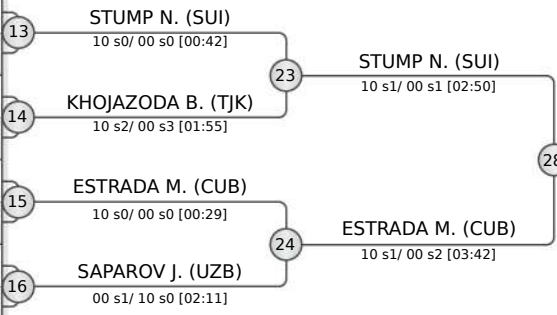 13
STUMP N. (SUI)
10 s0/ 00 s0 [00:42]
23
STUMP N. (SUI)
10 s1/ 00 s1 [02:50]
14
KHOJAZODA B. (TJK)
10 s2/ 00 s3 [01:55]
28
15
ESTRADA M. (CUB)
10 s0/ 00 s0 [00:29]
24
ESTRADA M. (CUB)
10 s1/ 00 s2 [03:42]
16
SAPAROV J. (UZB)
00 s1/ 10 s0 [02:11]